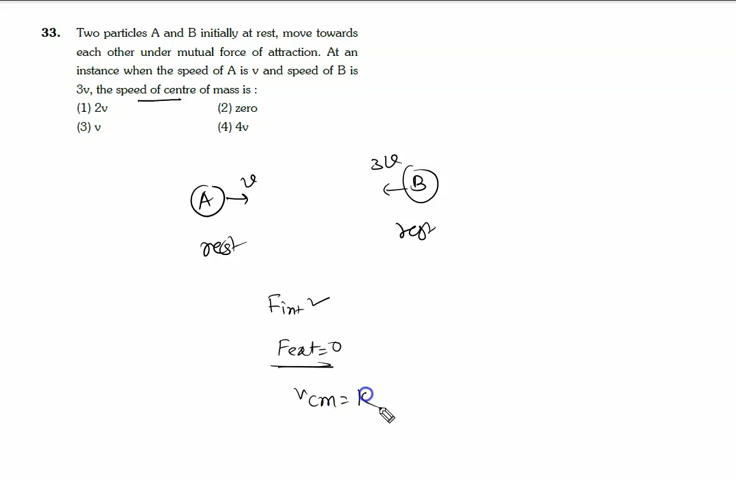 33. Two particles A and B initially at rest, move towards
each other under mutual force of attraction. At an
instance when the speed of A is v and speed of B is
3v, the speed of centre of mass is :
(1) 2v (2) zero
(3) v (4) 4v
v 3v
A B
rest rest
Fint ✓
Fext=0
vcm=